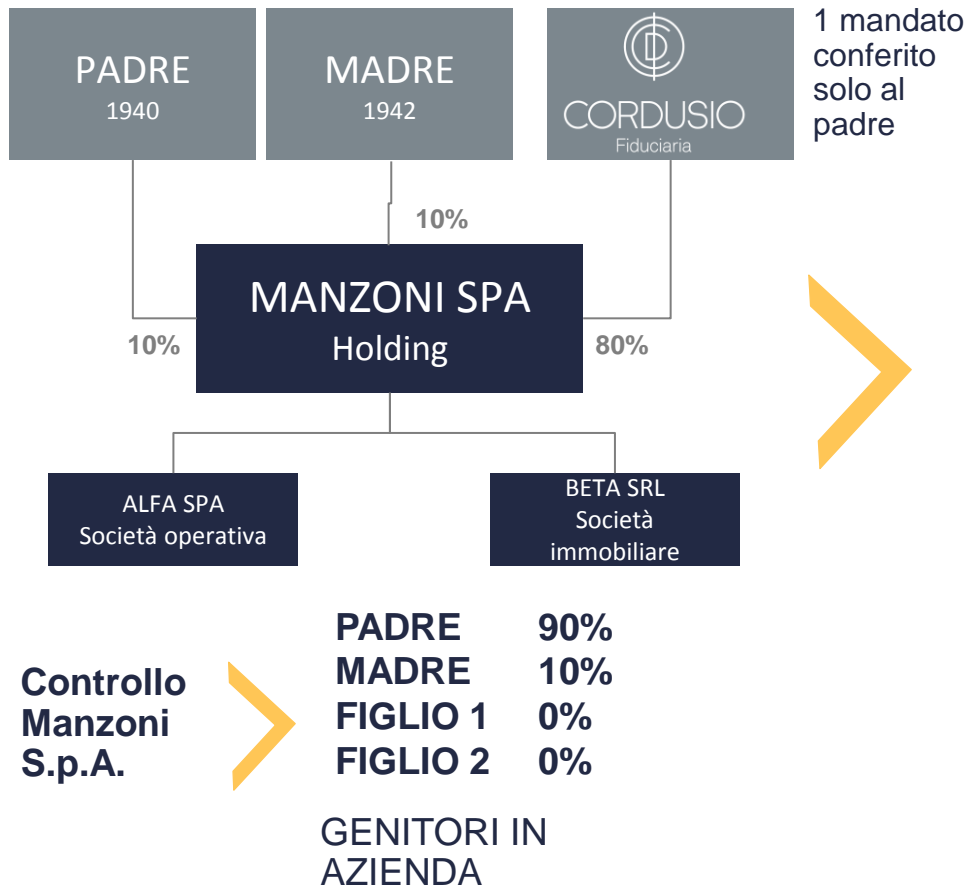 PADRE
1940
MADRE
1942
CORDUSIO
Fiduciaria
1 mandato
conferito
solo al
padre
10%
MANZONI SPA
Holding
10%
80%
ALFA SPA
Società operativa
BETA SRL
Società
immobiliare
Controllo
Manzoni
S.p.A.
PADRE 90%
MADRE 10%
FIGLIO 1 0%
FIGLIO 2 0%
GENITORI IN
AZIENDA